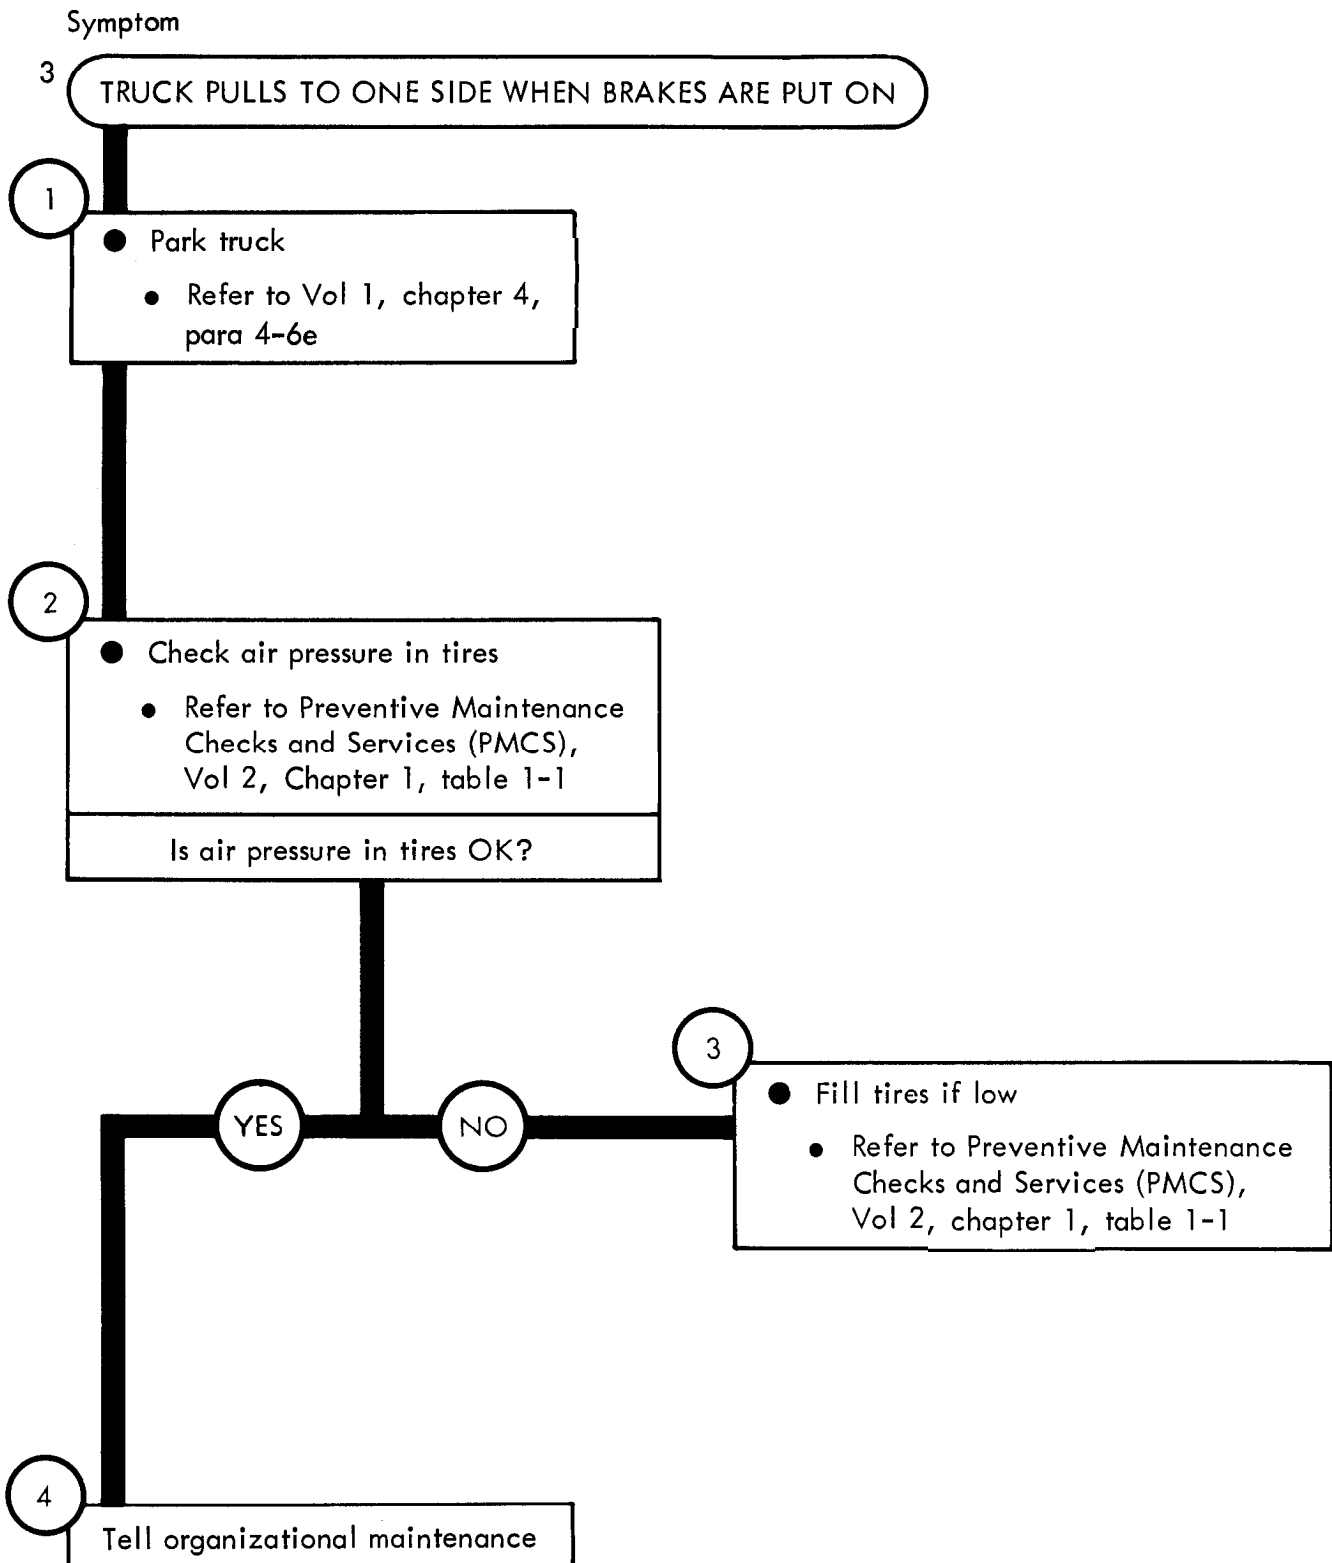 Symptom
3
TRUCK PULLS TO ONE SIDE WHEN BRAKES ARE PUT ON
1
● Park truck
● Refer to Vol 1, chapter 4,
para 4-6e
2
● Check air pressure in tires
● Refer to Preventive Maintenance
Checks and Services (PMCS),
Vol 2, Chapter 1, table 1-1
Is air pressure in tires OK?
YES
NO
3
● Fill tires if low
● Refer to Preventive Maintenance
Checks and Services (PMCS),
Vol 2, chapter 1, table 1-1
4
Tell organizational maintenance